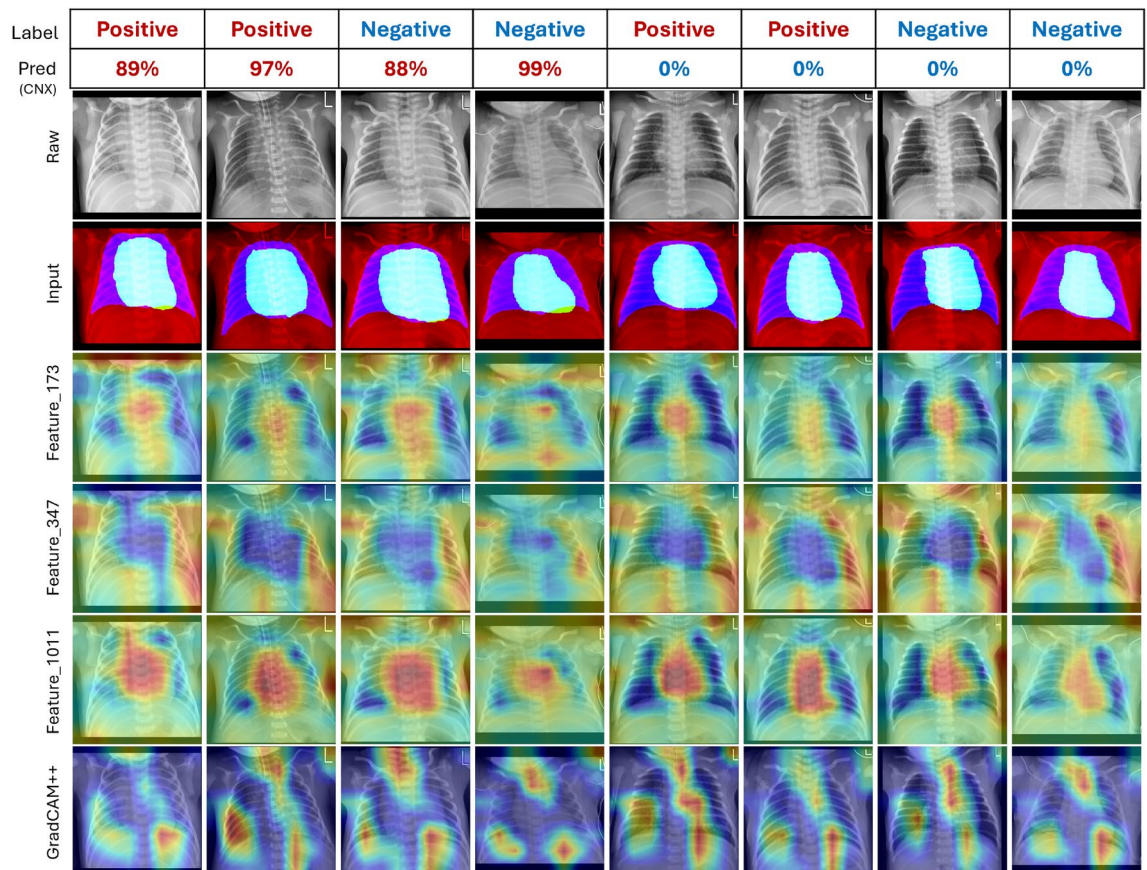 Label Positive Positive Negative Negative Positive Positive Negative Negative
Pred (CNX) 89% 97% 88% 99% 0% 0% 0% 0%
Raw
L
L
L
L
L
Input
Feature_173
Feature_347
Feature_1011
GradCAM++